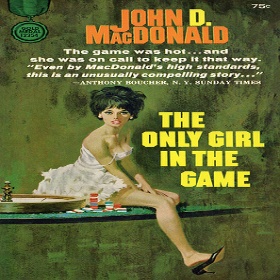 75c
JOHN D.
MACDONALD
The game was hot...and
she was on call to keep it that way.
"Even by MacDonald's high standards,
this is an unusually compelling story..."
—ANTHONY BOUCHER, N. Y. SUNDAY TIMES
THE
ONLY GIRL
IN THE
GAME